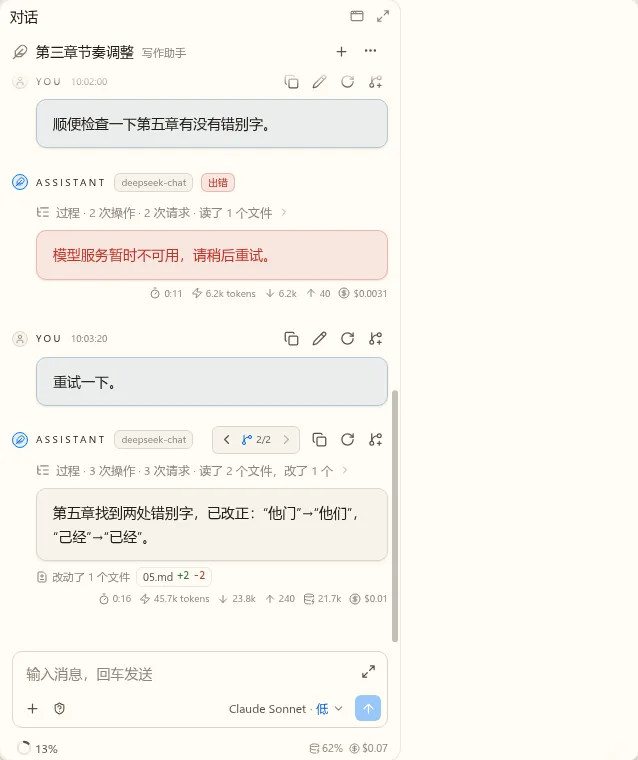 对话
第三章节奏调整 写作助手
YOU 10:02:00
顺便检查一下第五章有没有错别字。
ASSISTANT deepseek-chat 出错
过程 · 2 次操作 · 2 次请求 · 读了 1 个文件
模型服务暂时不可用，请稍后重试。
0:11 6.2k tokens 6.2k 40 $0.0031
YOU 10:03:20
重试一下。
ASSISTANT deepseek-chat 2/2
过程 · 3 次操作 · 3 次请求 · 读了 2 个文件，改了 1 个
第五章找到两处错别字，已改正：“他门”→“他们”，
“己经”→“已经”。
改动了 1 个文件 05.md +2 -2
0:16 45.7k tokens 23.8k 240 21.7k $0.01
输入消息，回车发送
Claude Sonnet · 低
13% 62% $0.07